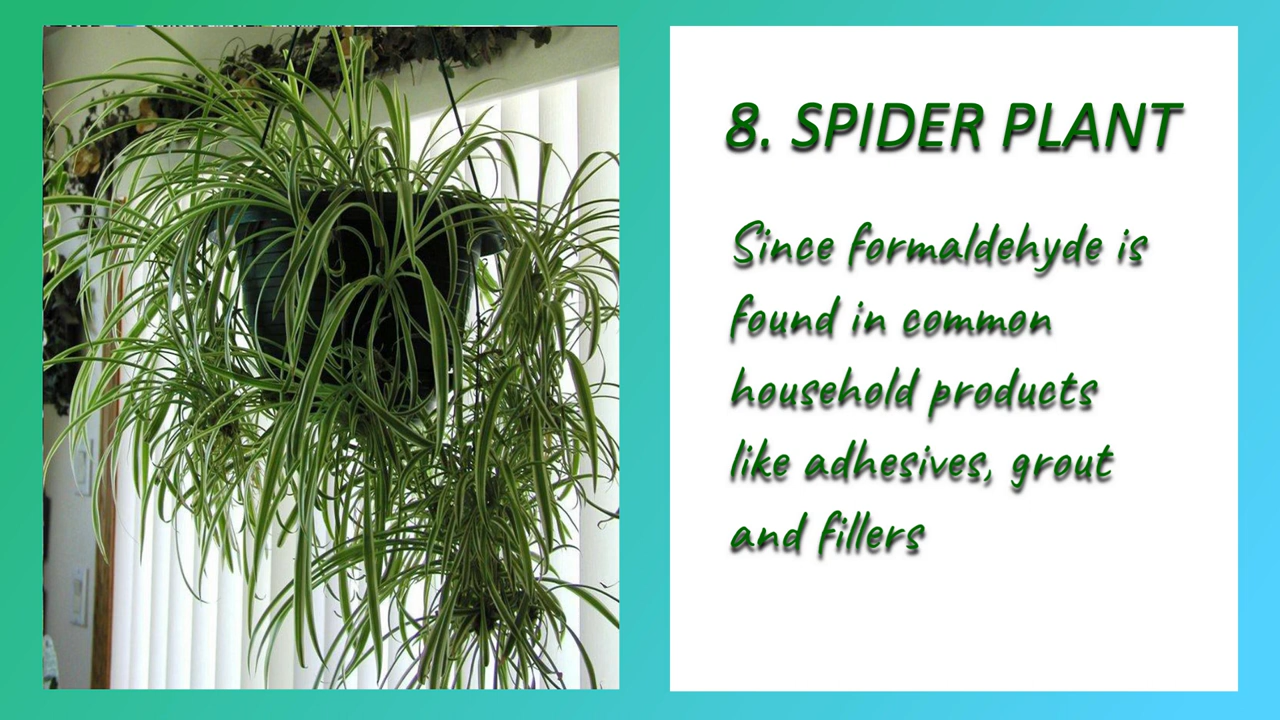 8. SPIDER PLANT
Since formaldehyde is
found in common
household products
like adhesives, grout
and fillers